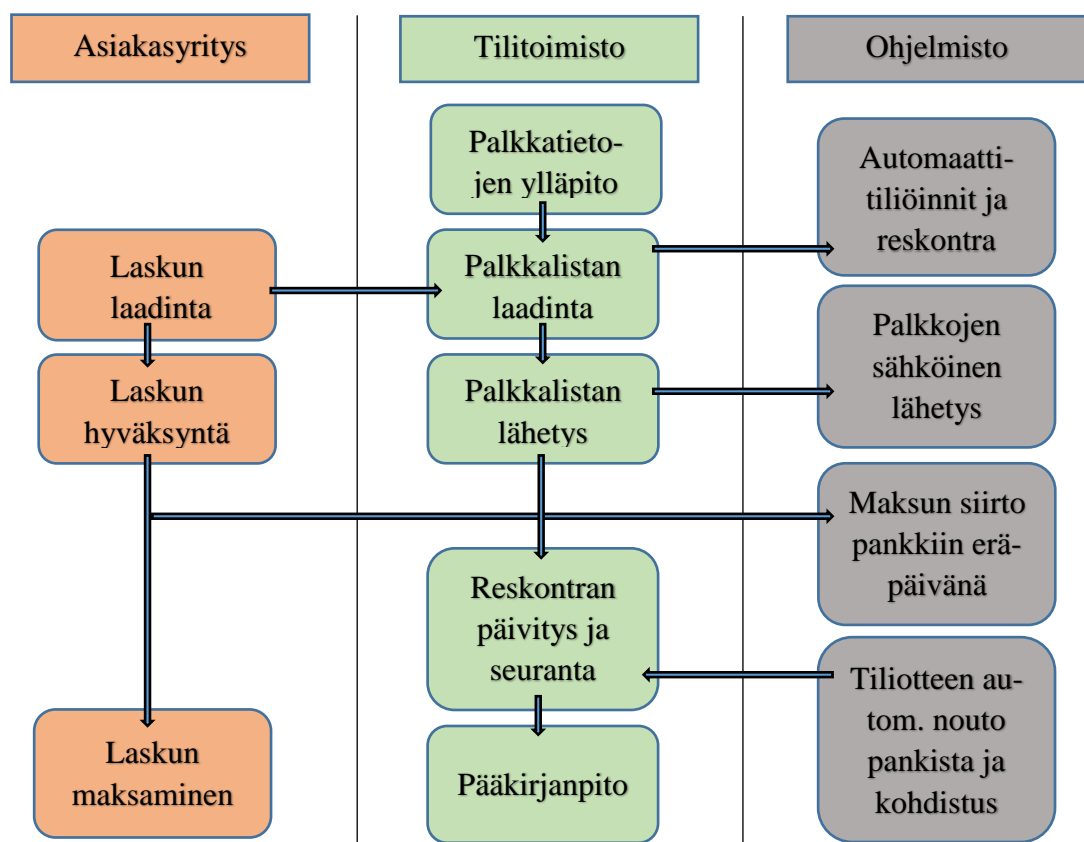 Asiakasyritys
Tilitoimisto
Ohjelmisto
Palkkatieto-
jen ylläpito
Automaatti-
tiliöinnit ja
reskontra
Laskun
laadinta
Palkkalistan
laadinta
Palkkojen
sähköinen
lähetys
Laskun
hyväksyntä
Palkkalistan
lähetys
Maksun siirto
pankkiin erä-
päivänä
Reskontran
päivitys ja
seuranta
Tiliotteen au-
tom. nouto
pankista ja
kohdistus
Laskun
maksaminen
Pääkirjanpito